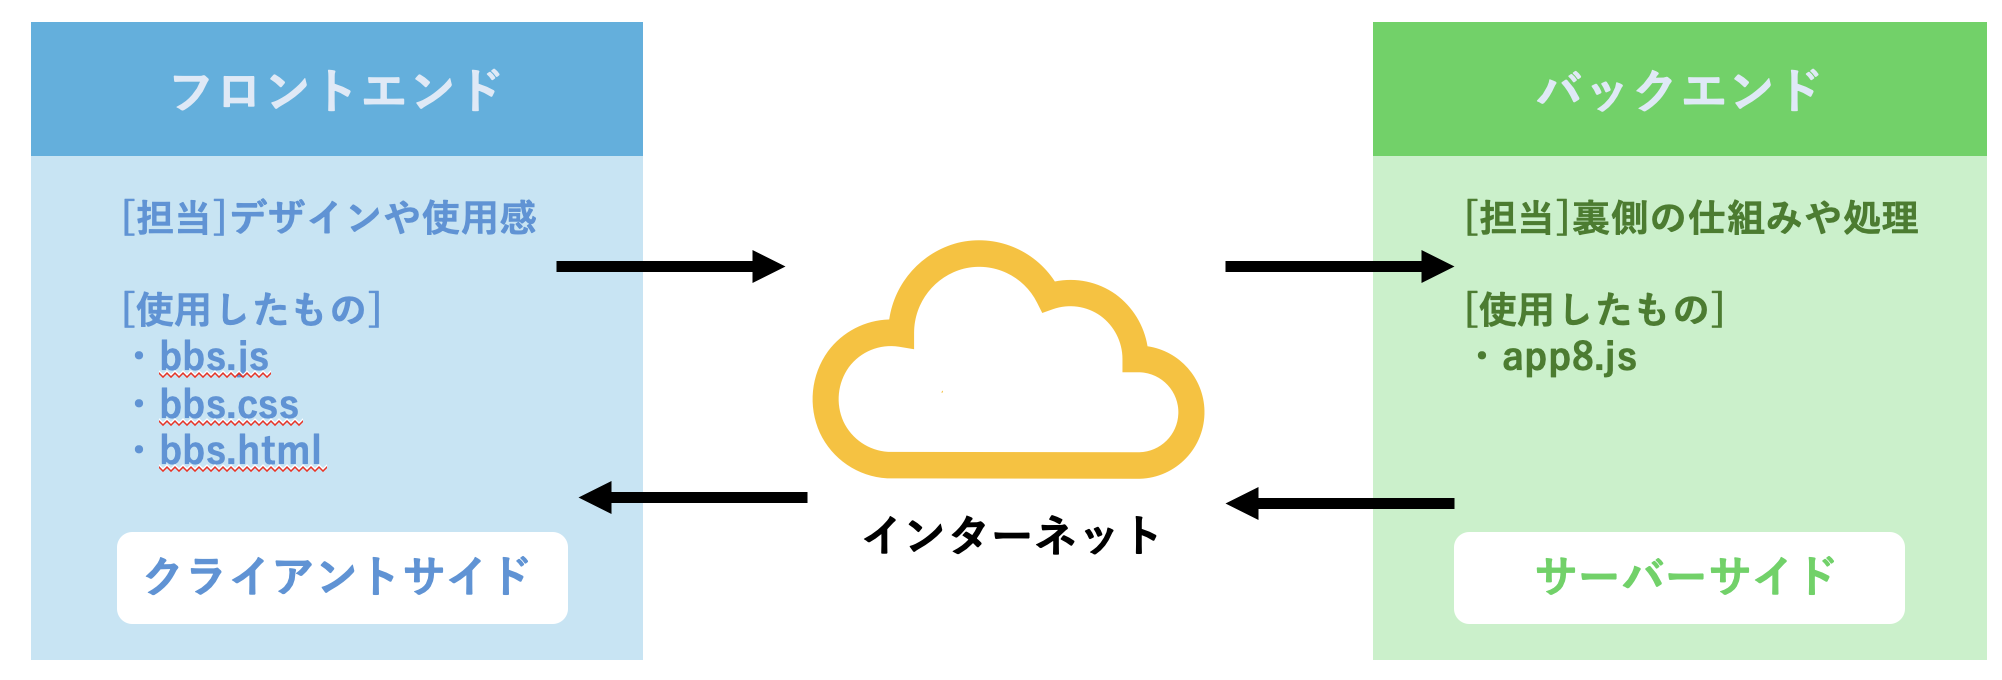 フロントエンド
[担当]デザインや使用感
[使用したもの]
・bbs.js
・bbs.css
・bbs.html
クライアントサイド
インターネット
バックエンド
[担当]裏側の仕組みや処理
[使用したもの]
・app8.js
サーバーサイド